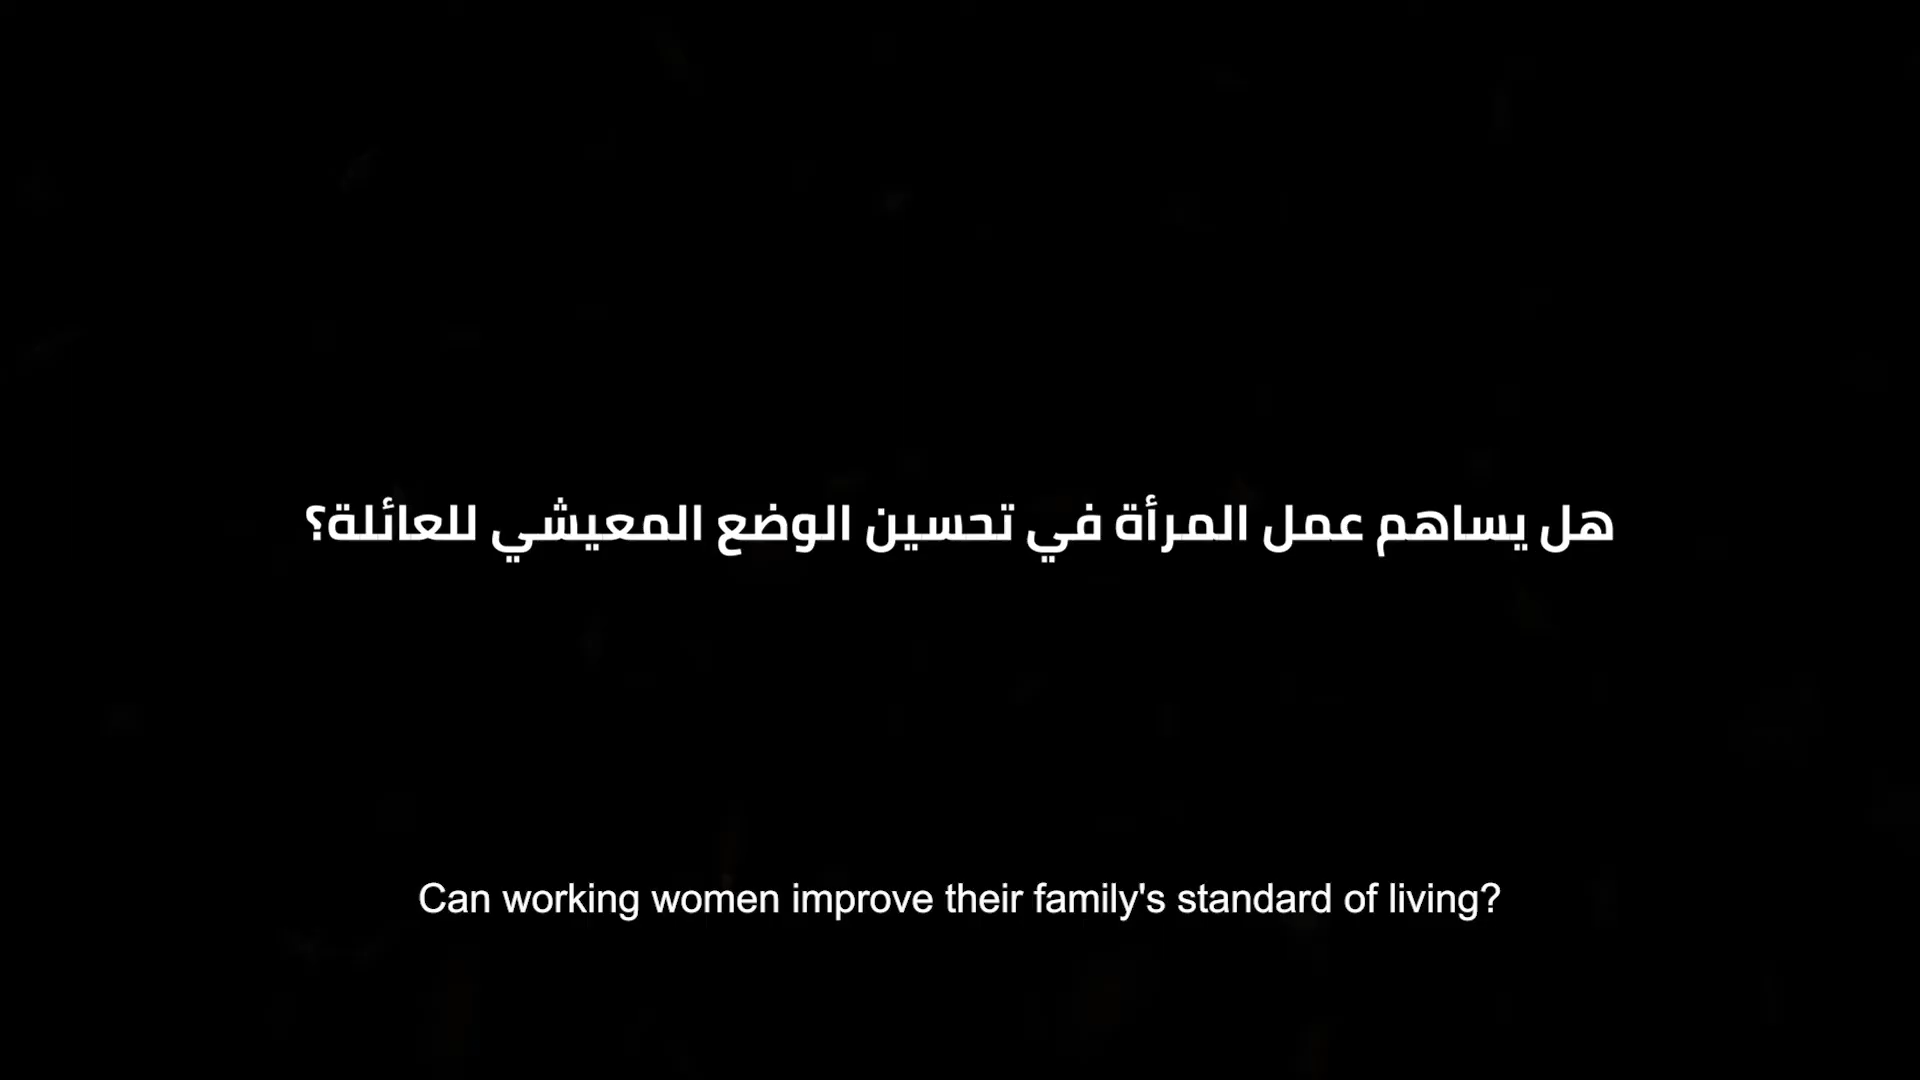 هل يساهم عمل المرأة في تحسين الوضع المعيشي للعائلة؟
Can working women improve their family's standard of living?